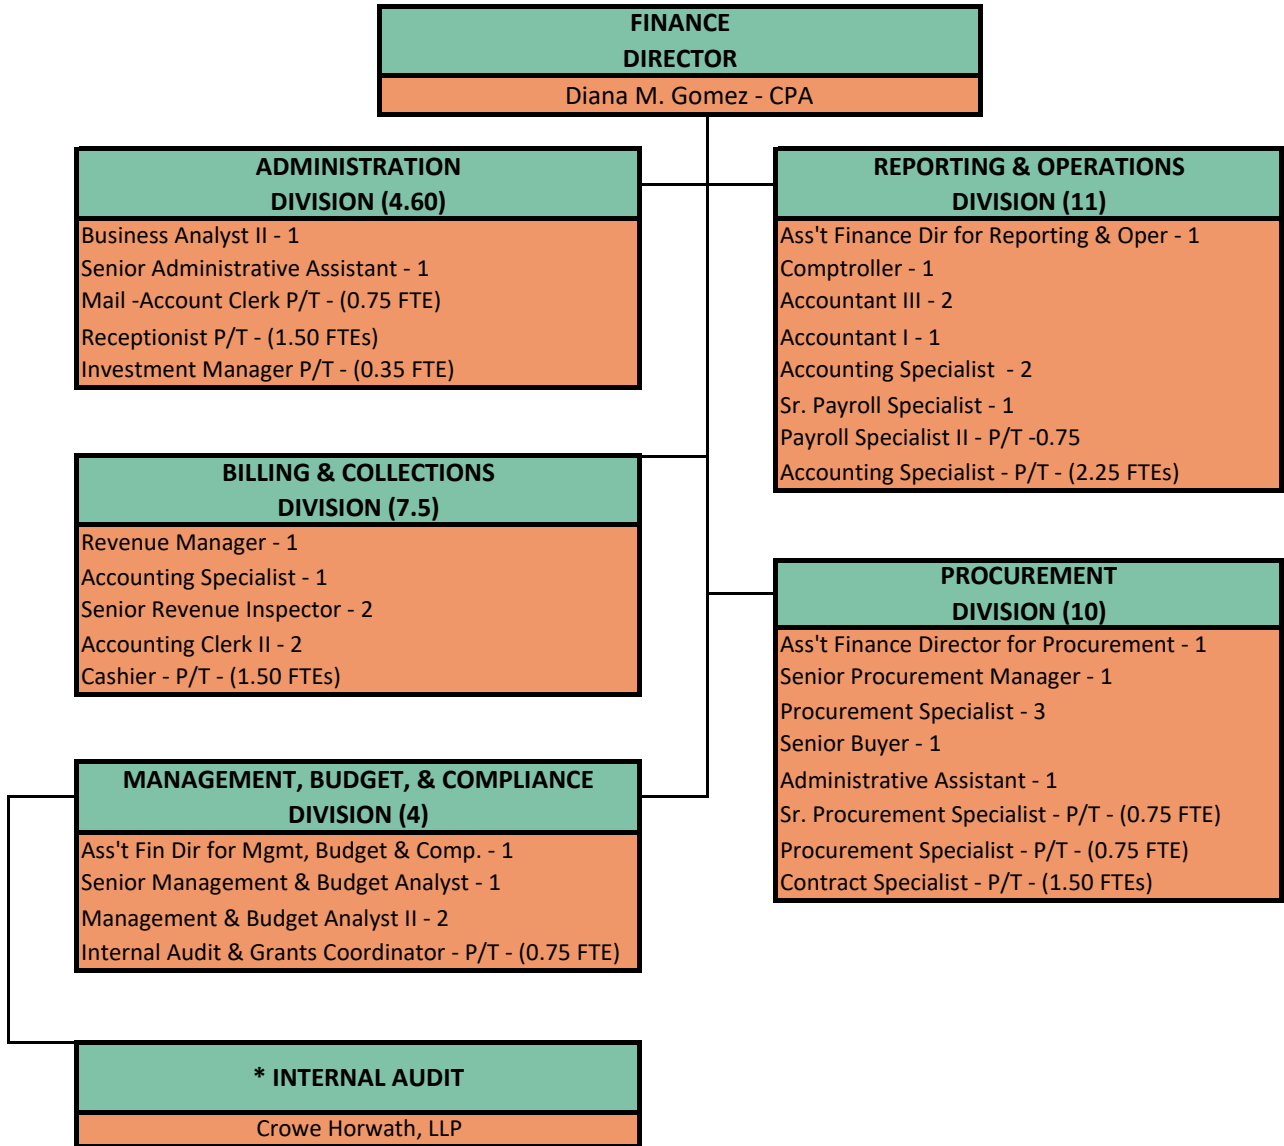 FINANCE
DIRECTOR
Diana M. Gomez - CPA
ADMINISTRATION
DIVISION (4.60)
Business Analyst II - 1
Senior Administrative Assistant - 1
Mail -Account Clerk P/T - (0.75 FTE)
Receptionist P/T - (1.50 FTEs)
Investment Manager P/T - (0.35 FTE)
REPORTING & OPERATIONS
DIVISION (11)
Ass't Finance Dir for Reporting & Oper - 1
Comptroller - 1
Accountant III - 2
Accountant I - 1
Accounting Specialist  - 2
Sr. Payroll Specialist - 1
Payroll Specialist II - P/T -0.75
Accounting Specialist - P/T - (2.25 FTEs)
BILLING & COLLECTIONS
DIVISION (7.5)
Revenue Manager - 1
Accounting Specialist - 1
Senior Revenue Inspector - 2
Accounting Clerk II - 2
Cashier - P/T - (1.50 FTEs)
PROCUREMENT
DIVISION (10)
Ass't Finance Director for Procurement - 1
Senior Procurement Manager - 1
Procurement Specialist - 3
Senior Buyer - 1
Administrative Assistant - 1
Sr. Procurement Specialist - P/T - (0.75 FTE)
Procurement Specialist - P/T - (0.75 FTE)
Contract Specialist - P/T - (1.50 FTEs)
MANAGEMENT, BUDGET, & COMPLIANCE
DIVISION (4)
Ass't Fin Dir for Mgmt, Budget & Comp. - 1
Senior Management & Budget Analyst - 1
Management & Budget Analyst II - 2
Internal Audit & Grants Coordinator - P/T - (0.75 FTE)
* INTERNAL AUDIT
Crowe Horwath, LLP